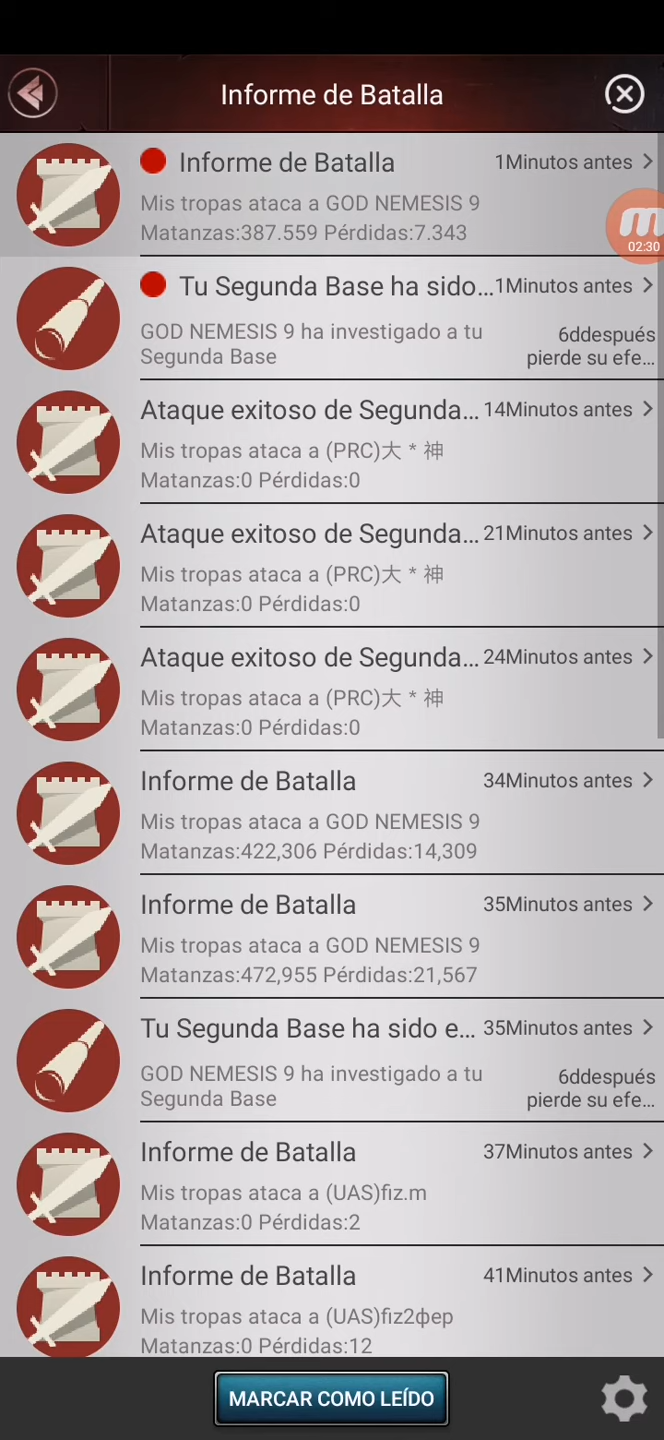 Informe de Batalla
Informe de Batalla 1Minutos antes
Mis tropas ataca a GOD NEMESIS 9
Matanzas:387.559 Pérdidas:7.343
02:30
Tu Segunda Base ha sido... 1Minutos antes
GOD NEMESIS 9 ha investigado a tu
Segunda Base
6ddespués
pierde su efe...
Ataque exitoso de Segunda... 14Minutos antes
Mis tropas ataca a (PRC)大 * 神
Matanzas:0 Pérdidas:0
Ataque exitoso de Segunda... 21Minutos antes
Mis tropas ataca a (PRC)大 * 神
Matanzas:0 Pérdidas:0
Ataque exitoso de Segunda... 24Minutos antes
Mis tropas ataca a (PRC)大 * 神
Matanzas:0 Pérdidas:0
Informe de Batalla 34Minutos antes
Mis tropas ataca a GOD NEMESIS 9
Matanzas:422,306 Pérdidas:14,309
Informe de Batalla 35Minutos antes
Mis tropas ataca a GOD NEMESIS 9
Matanzas:472,955 Pérdidas:21,567
Tu Segunda Base ha sido e... 35Minutos antes
GOD NEMESIS 9 ha investigado a tu
Segunda Base
6ddespués
pierde su efe...
Informe de Batalla 37Minutos antes
Mis tropas ataca a (UAS)fiz.m
Matanzas:0 Pérdidas:2
Informe de Batalla 41Minutos antes
Mis tropas ataca a (UAS)fiz2фер
Matanzas:0 Pérdidas:12
MARCAR COMO LEÍDO